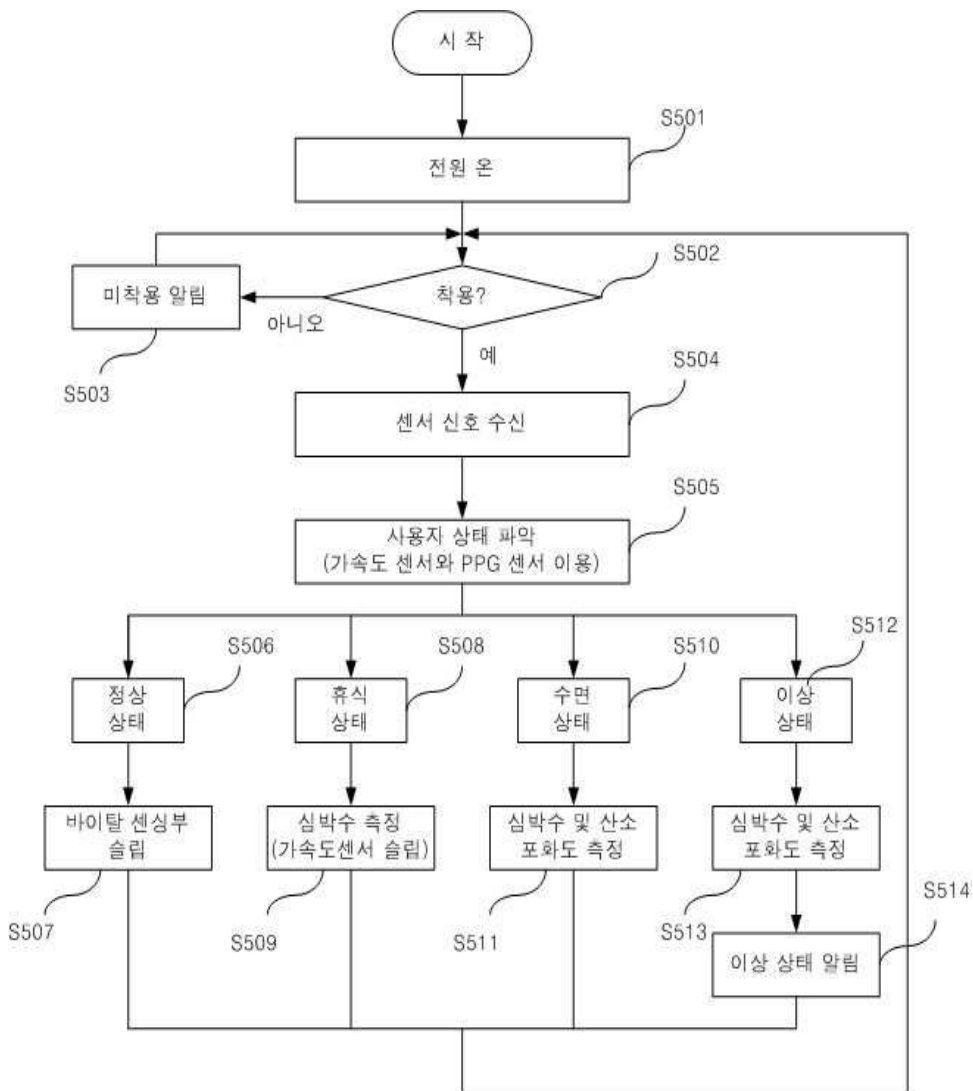 시 작
S501
전원 온
S502
착용?
미착용 알림
아니오
예
S503
S504
센서 신호 수신
S505
사용자 상태 파악
(가속도 센서와 PPG 센서 이용)
S506
S508
S510
S512
정상
상태
휴식
상태
수면
상태
이상
상태
바이탈 센싱부
슬립
심박수 측정
(가속도센서 슬립)
심박수 및 산소
포화도 측정
심박수 및 산소
포화도 측정
S507
S509
S511
S513
S514
이상 상태 알림